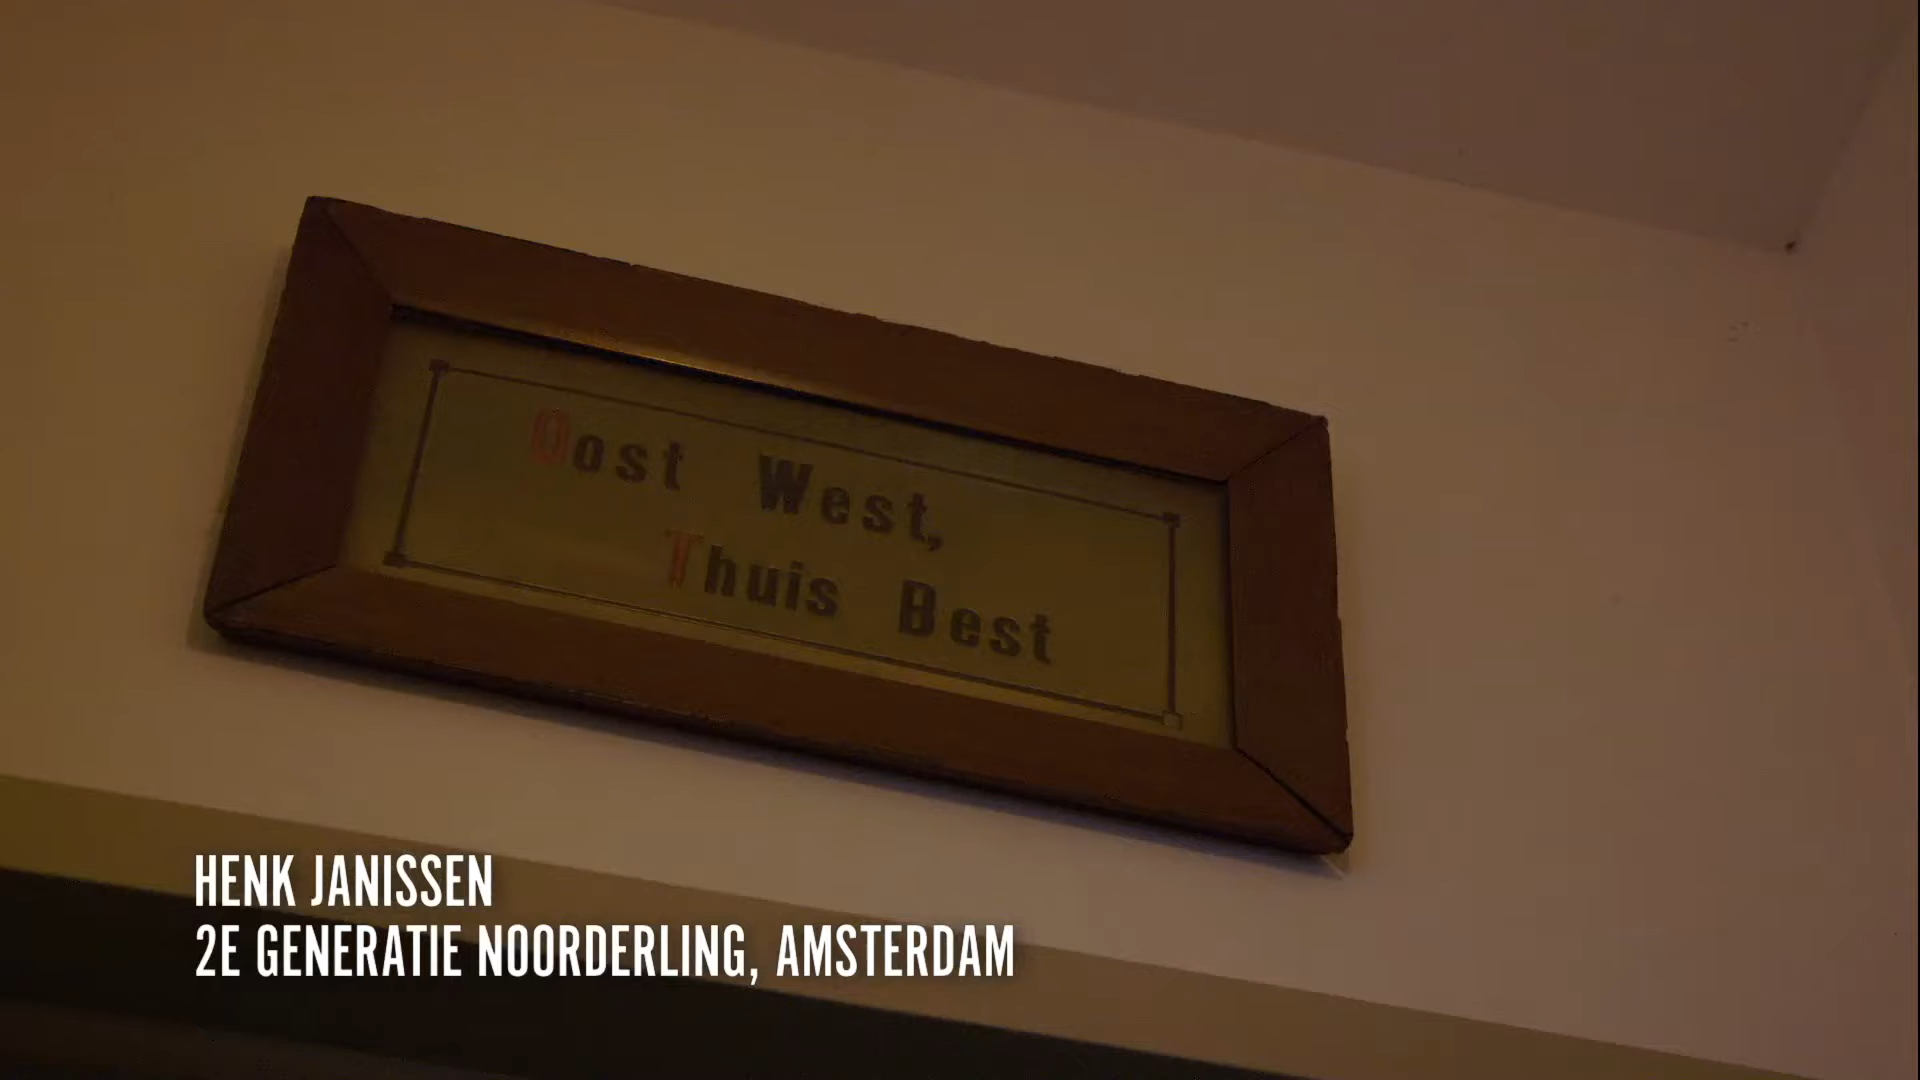 Oost West,
Thuis Best
HENK JANISSEN
2E GENERATIE NOORDERLING, AMSTERDAM